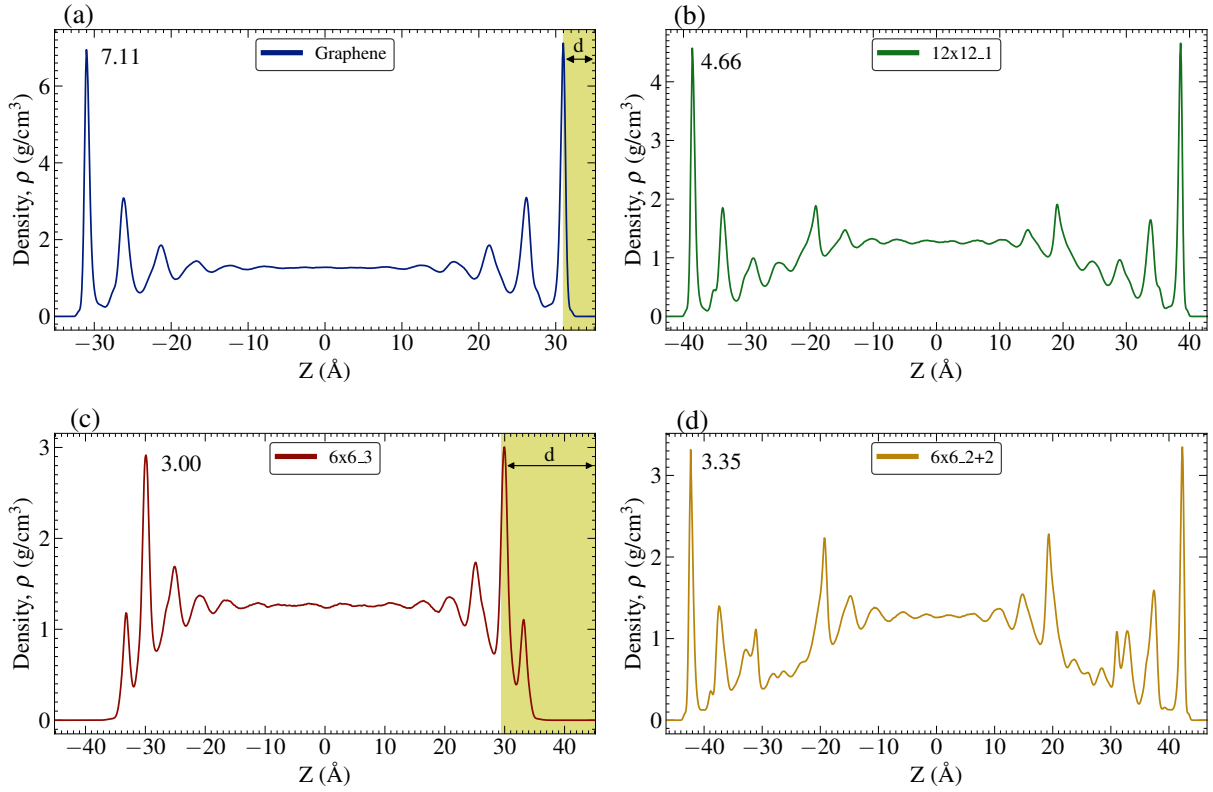 (a)
7.11
Graphene
d
Density, ρ (g/cm³)
6
4
2
0
−30 −20 −10 0 10 20 30
Z (Å)
(b)
4.66
12x12_1
Density, ρ (g/cm³)
4
3
2
1
0
−40 −30 −20 −10 0 10 20 30 40
Z (Å)
(c)
3.00
6x6_3
d
Density, ρ (g/cm³)
3
2
1
0
−40 −30 −20 −10 0 10 20 30 40
Z (Å)
(d)
3.35
6x6_2+2
Density, ρ (g/cm³)
3
2
1
0
−40 −30 −20 −10 0 10 20 30 40
Z (Å)